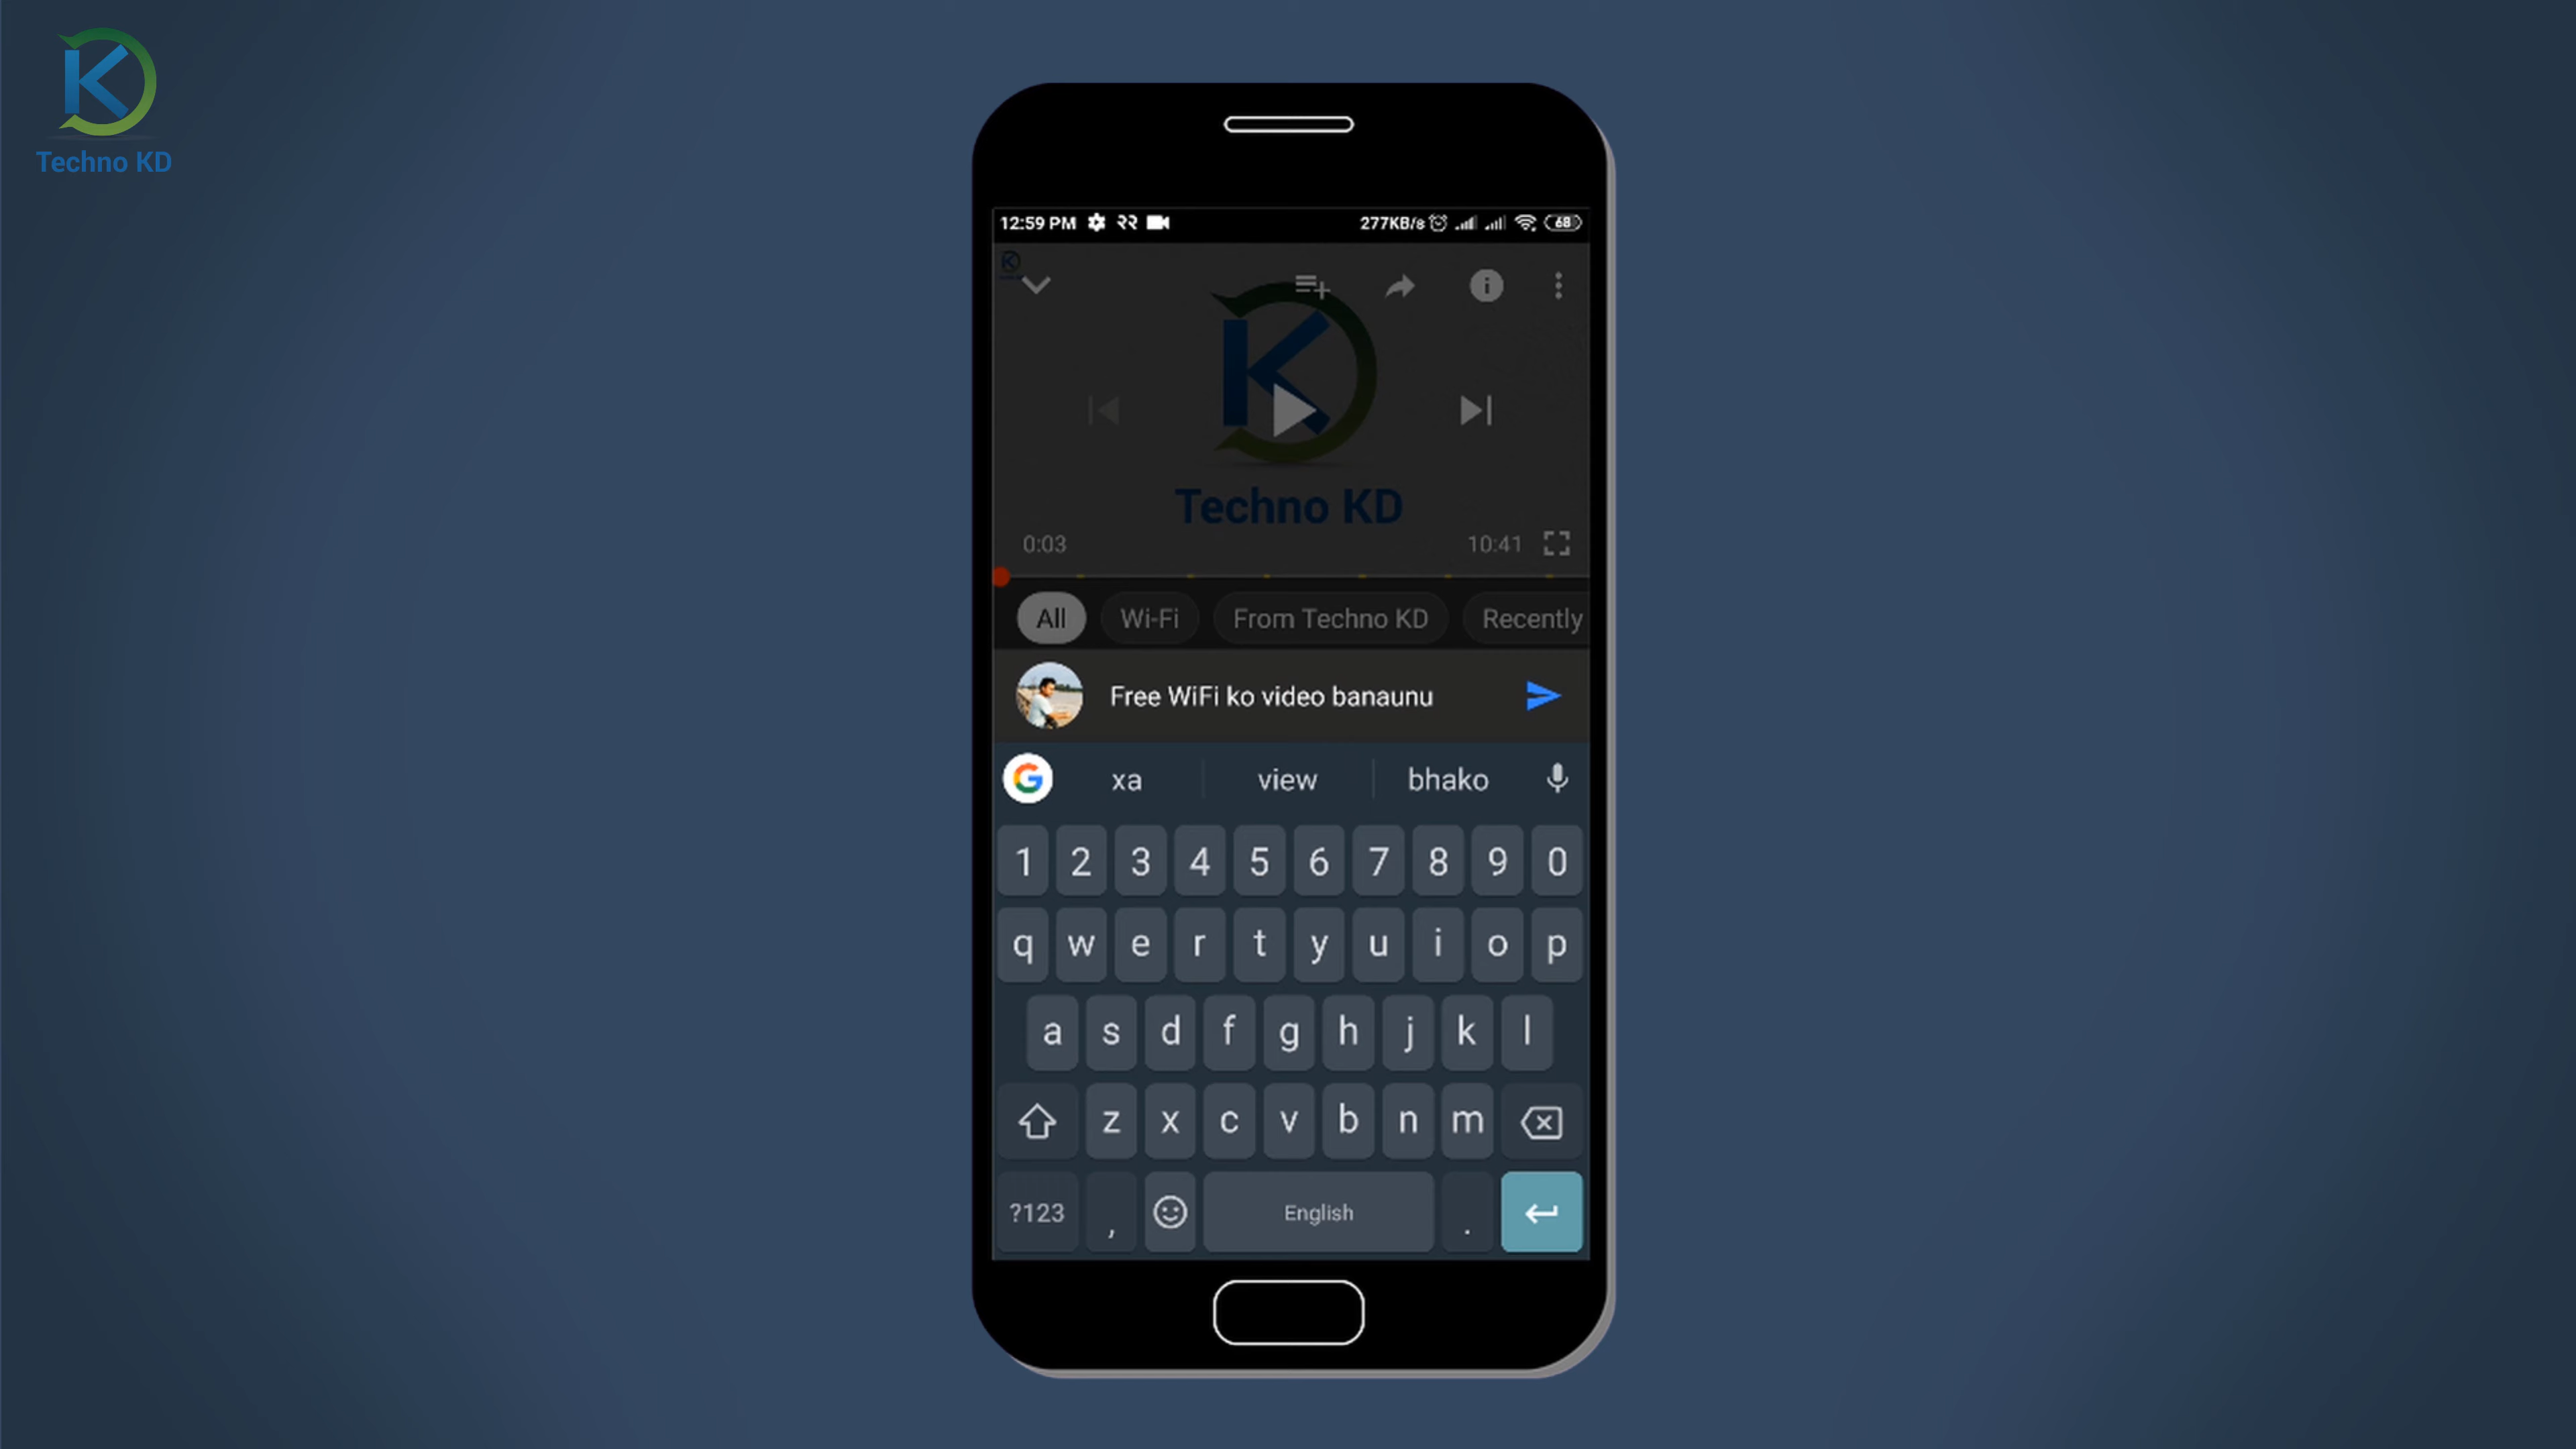 Techno KD
12:59 PM २२ 277KB/s 68
Techno KD
0:03 10:41
All Wi-Fi From Techno KD Recently
Free WiFi ko video banaunu
xa view bhako
1 2 3 4 5 6 7 8 9 0
q w e r t y u i o p
a s d f g h j k l
z x c v b n m
?123 , English .